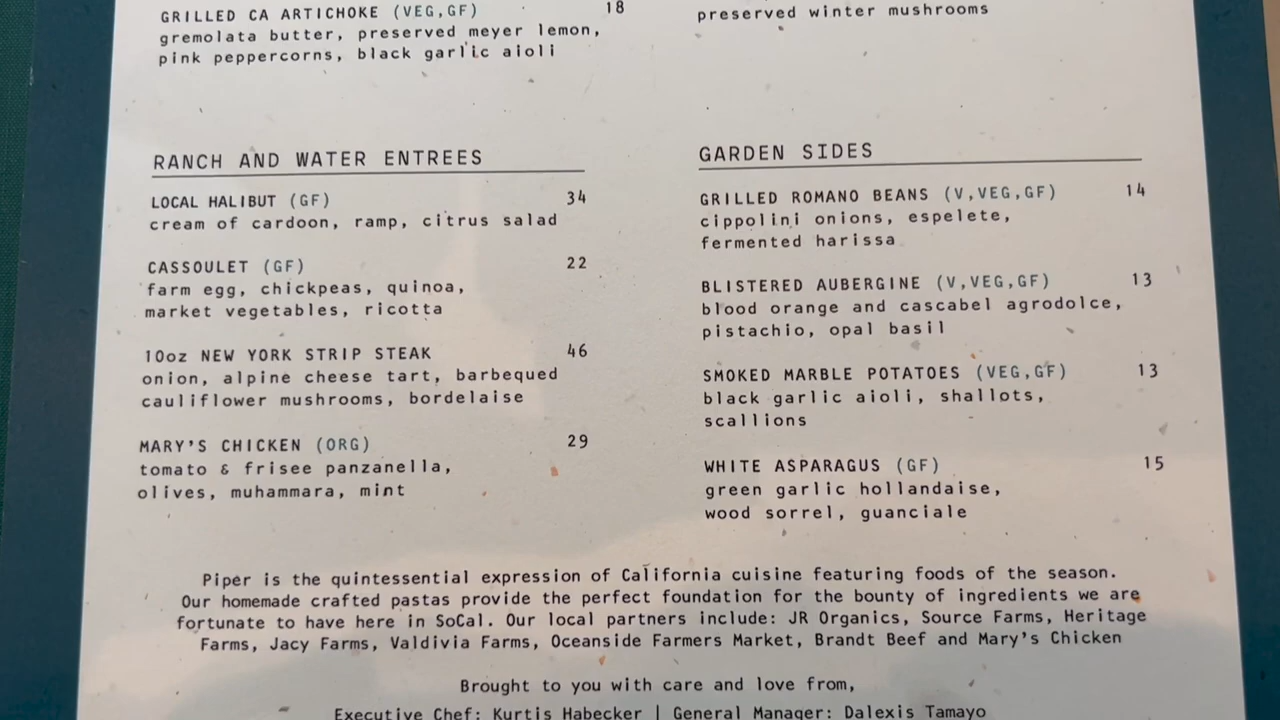 GRILLED CA ARTICHOKE (VEG,GF) 18
gremolata butter, preserved meyer lemon,
pink peppercorns, black garlic aioli
preserved winter mushrooms
RANCH AND WATER ENTREES
LOCAL HALIBUT (GF) 34
cream of cardoon, ramp, citrus salad
CASSOULET (GF) 22
farm egg, chickpeas, quinoa,
market vegetables, ricotta
10oz NEW YORK STRIP STEAK 46
onion, alpine cheese tart, barbequed
cauliflower mushrooms, bordelaise
MARY'S CHICKEN (ORG) 29
tomato & frisee panzanella,
olives, muhammara, mint
GARDEN SIDES
GRILLED ROMANO BEANS (V,VEG,GF) 14
cippolini onions, espelete,
fermented harissa
BLISTERED AUBERGINE (V,VEG,GF) 13
blood orange and cascabel agrodolce,
pistachio, opal basil
SMOKED MARBLE POTATOES (VEG,GF) 13
black garlic aioli, shallots,
scallions
WHITE ASPARAGUS (GF) 15
green garlic hollandaise,
wood sorrel, guanciale
Piper is the quintessential expression of California cuisine featuring foods of the season.
Our homemade crafted pastas provide the perfect foundation for the bounty of ingredients we are
fortunate to have here in SoCal. Our local partners include: JR Organics, Source Farms, Heritage
Farms, Jacy Farms, Valdivia Farms, Oceanside Farmers Market, Brandt Beef and Mary's Chicken
Brought to you with care and love from,
Executive Chef: Kurtis Habecker | General Manager: Dalexis Tamayo